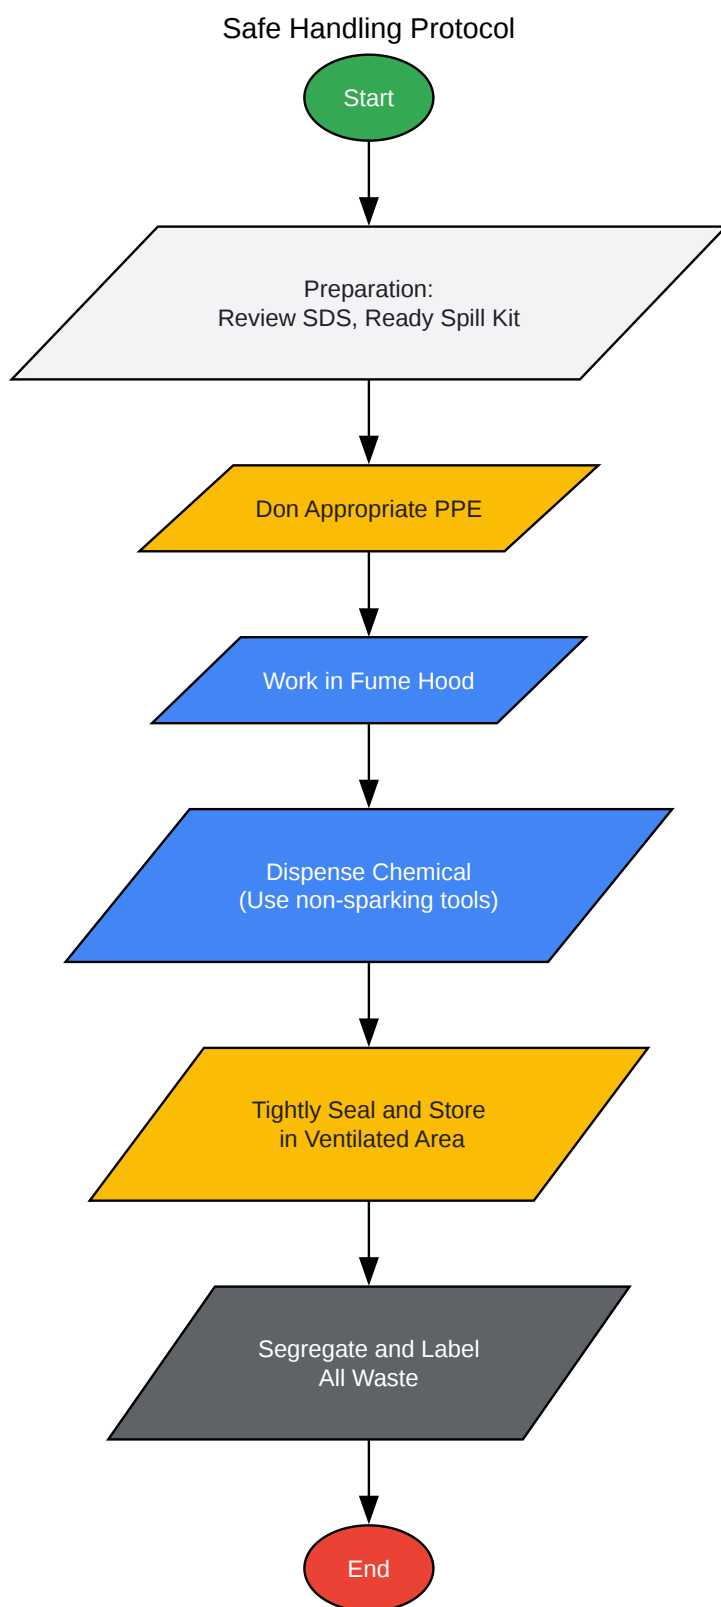 Safe Handling Protocol
Start
Preparation:
Review SDS, Ready Spill Kit
Don Appropriate PPE
Work in Fume Hood
Dispense Chemical
(Use non-sparking tools)
Tightly Seal and Store
in Ventilated Area
Segregate and Label
All Waste
End